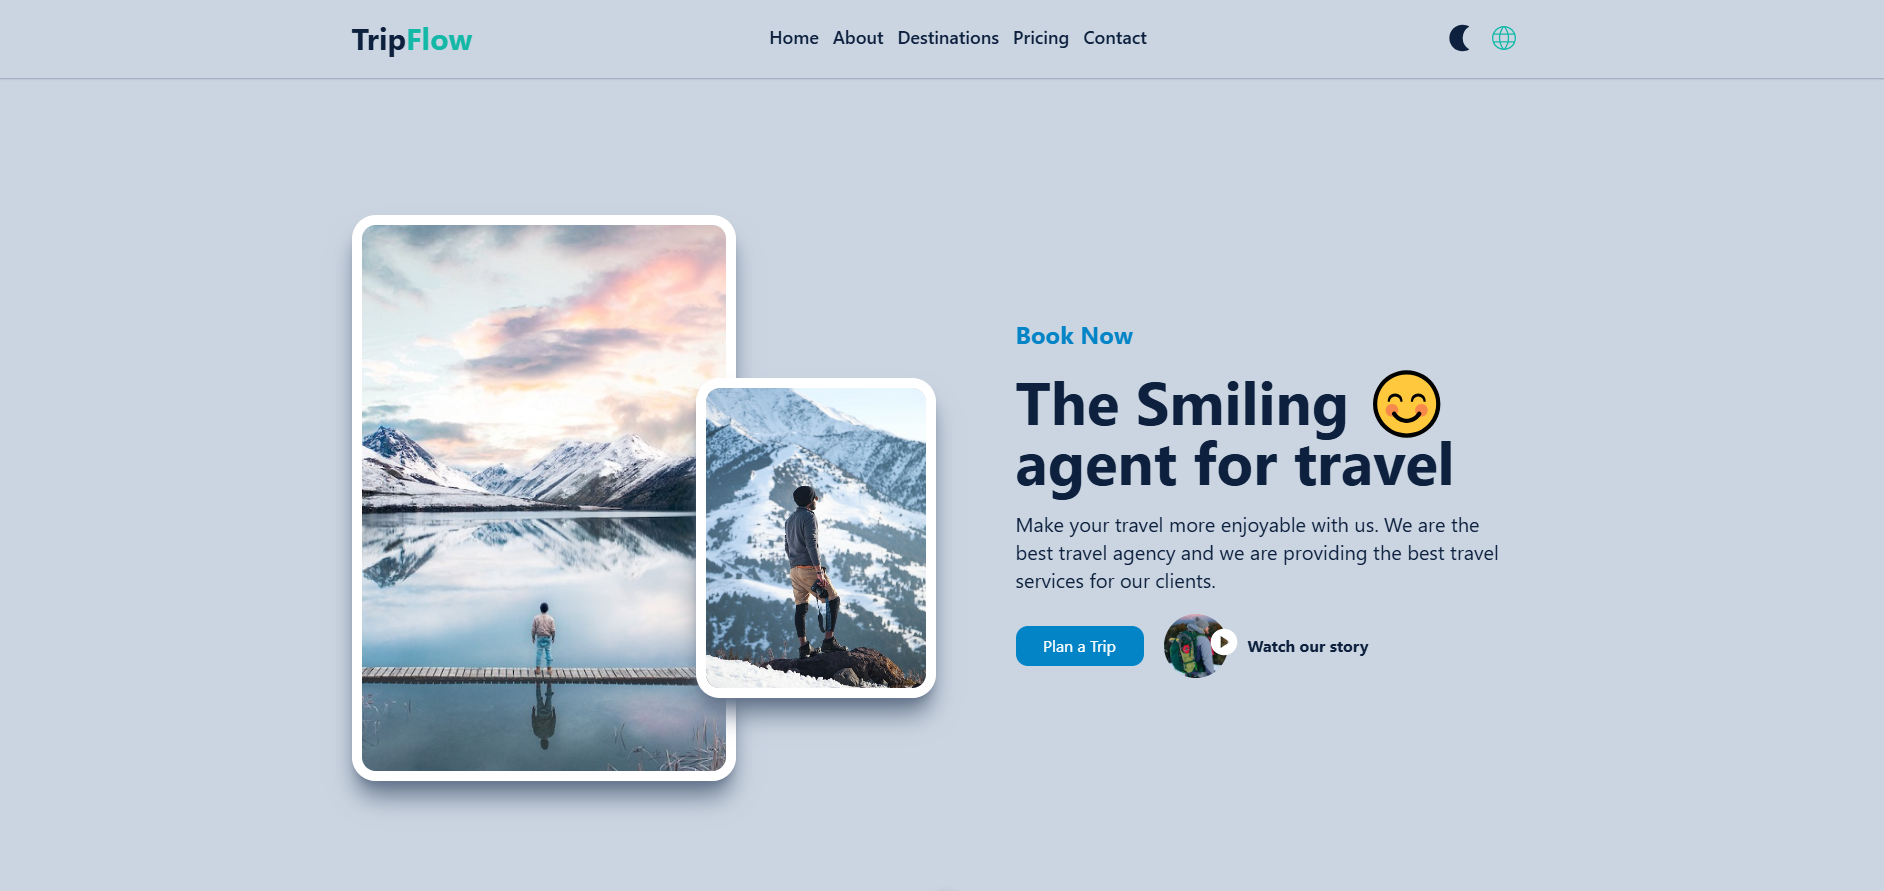 TripFlow
Home About Destinations Pricing Contact
Book Now
The Smiling
agent for travel
Make your travel more enjoyable with us. We are the
best travel agency and we are providing the best travel
services for our clients.
Plan a Trip
Watch our story